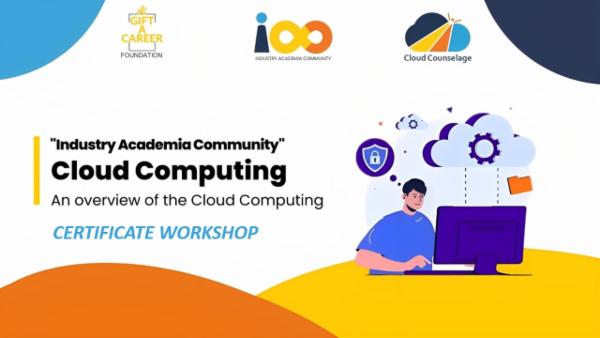 GIFT
A
CAREER
FOUNDATION
INDUSTRY ACADEMIA COMMUNITY
Cloud Counselage
"Industry Academia Community"
Cloud Computing
An overview of the Cloud Computing
CERTIFICATE WORKSHOP